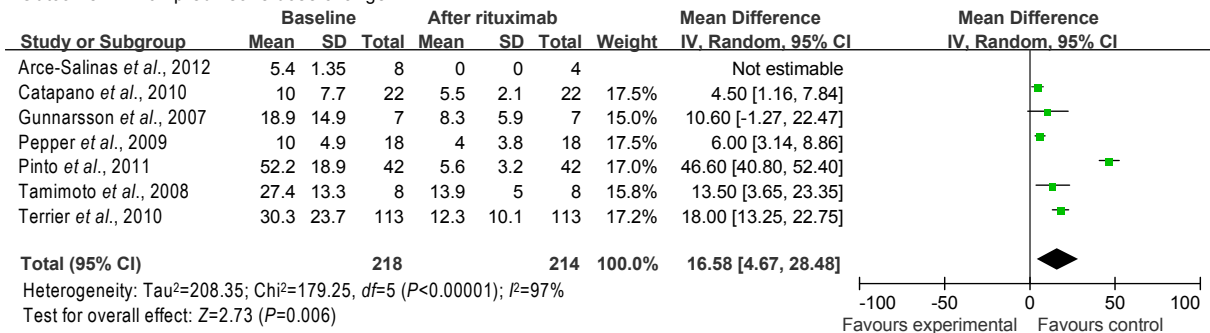 Baseline After rituximab Mean Difference Mean Difference
Study or Subgroup Mean SD Total Mean SD Total Weight IV, Random, 95% CI IV, Random, 95% CI
Arce-Salinas et al., 2012 5.4 1.35 8 0 0 4 Not estimable
Catapano et al., 2010 10 7.7 22 5.5 2.1 22 17.5% 4.50 [1.16, 7.84]
Gunnarsson et al., 2007 18.9 14.9 7 8.3 5.9 7 15.0% 10.60 [-1.27, 22.47]
Pepper et al., 2009 10 4.9 18 4 3.8 18 17.5% 6.00 [3.14, 8.86]
Pinto et al., 2011 52.2 18.9 42 5.6 3.2 42 17.0% 46.60 [40.80, 52.40]
Tamimoto et al., 2008 27.4 13.3 8 13.9 5 8 15.8% 13.50 [3.65, 23.35]
Terrier et al., 2010 30.3 23.7 113 12.3 10.1 113 17.2% 18.00 [13.25, 22.75]
Total (95% CI) 218 214 100.0% 16.58 [4.67, 28.48]
Heterogeneity: Tau²=208.35; Chi²=179.25, df=5 (P<0.00001); I²=97%
Test for overall effect: Z=2.73 (P=0.006)
-100 -50 0 50 100
Favours experimental Favours control